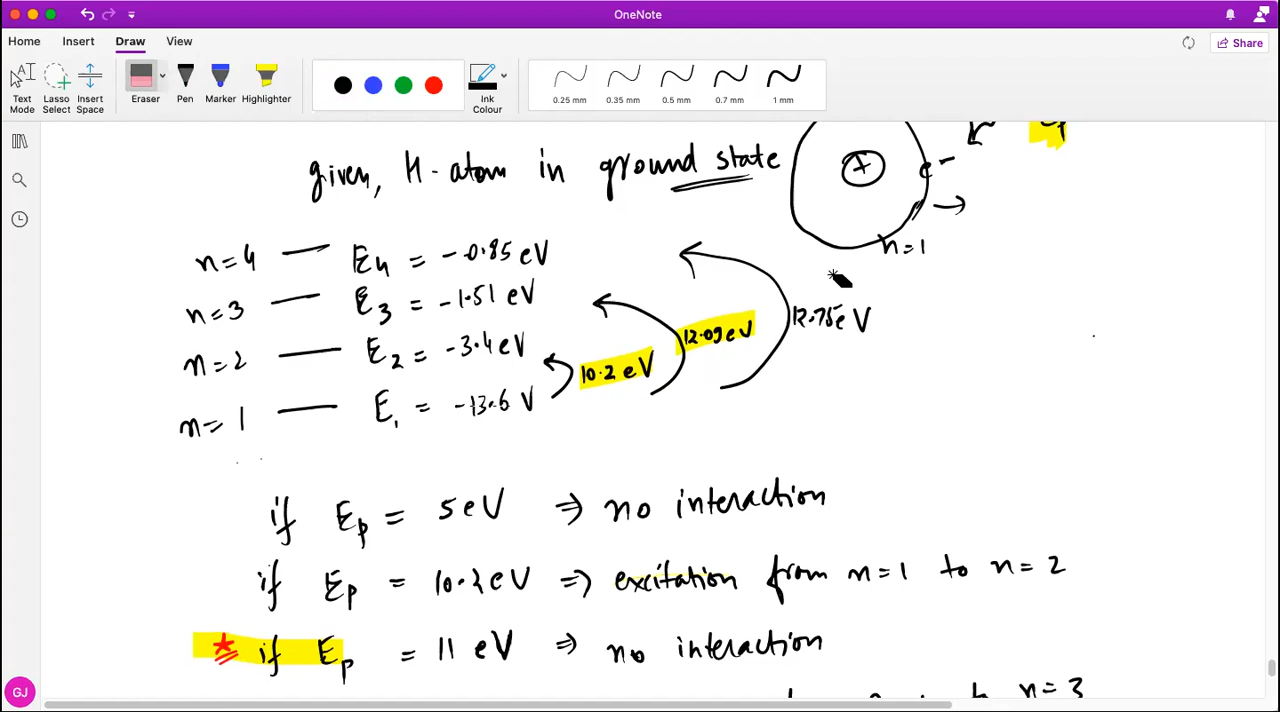 OneNote
Home Insert Draw View
Share
Text Mode
Lasso Select
Insert Space
Eraser
Pen
Marker
Highlighter
Ink Colour
0.25 mm
0.35 mm
0.5 mm
0.7 mm
1 mm
given, H-atom in ground state
+
e-
n=1
n=4 E4 = -0.85 eV
n=3 E3 = -1.51 eV
n=2 E2 = -3.4 eV
n=1 E1 = -13.6 V
10.2 eV
12.09 eV
12.75 eV
if Ep = 5 eV ⇒ no interaction
if Ep = 10.2 eV ⇒ excitation from n=1 to n=2
if Ep = 11 eV ⇒ no interaction
n=3
GJ